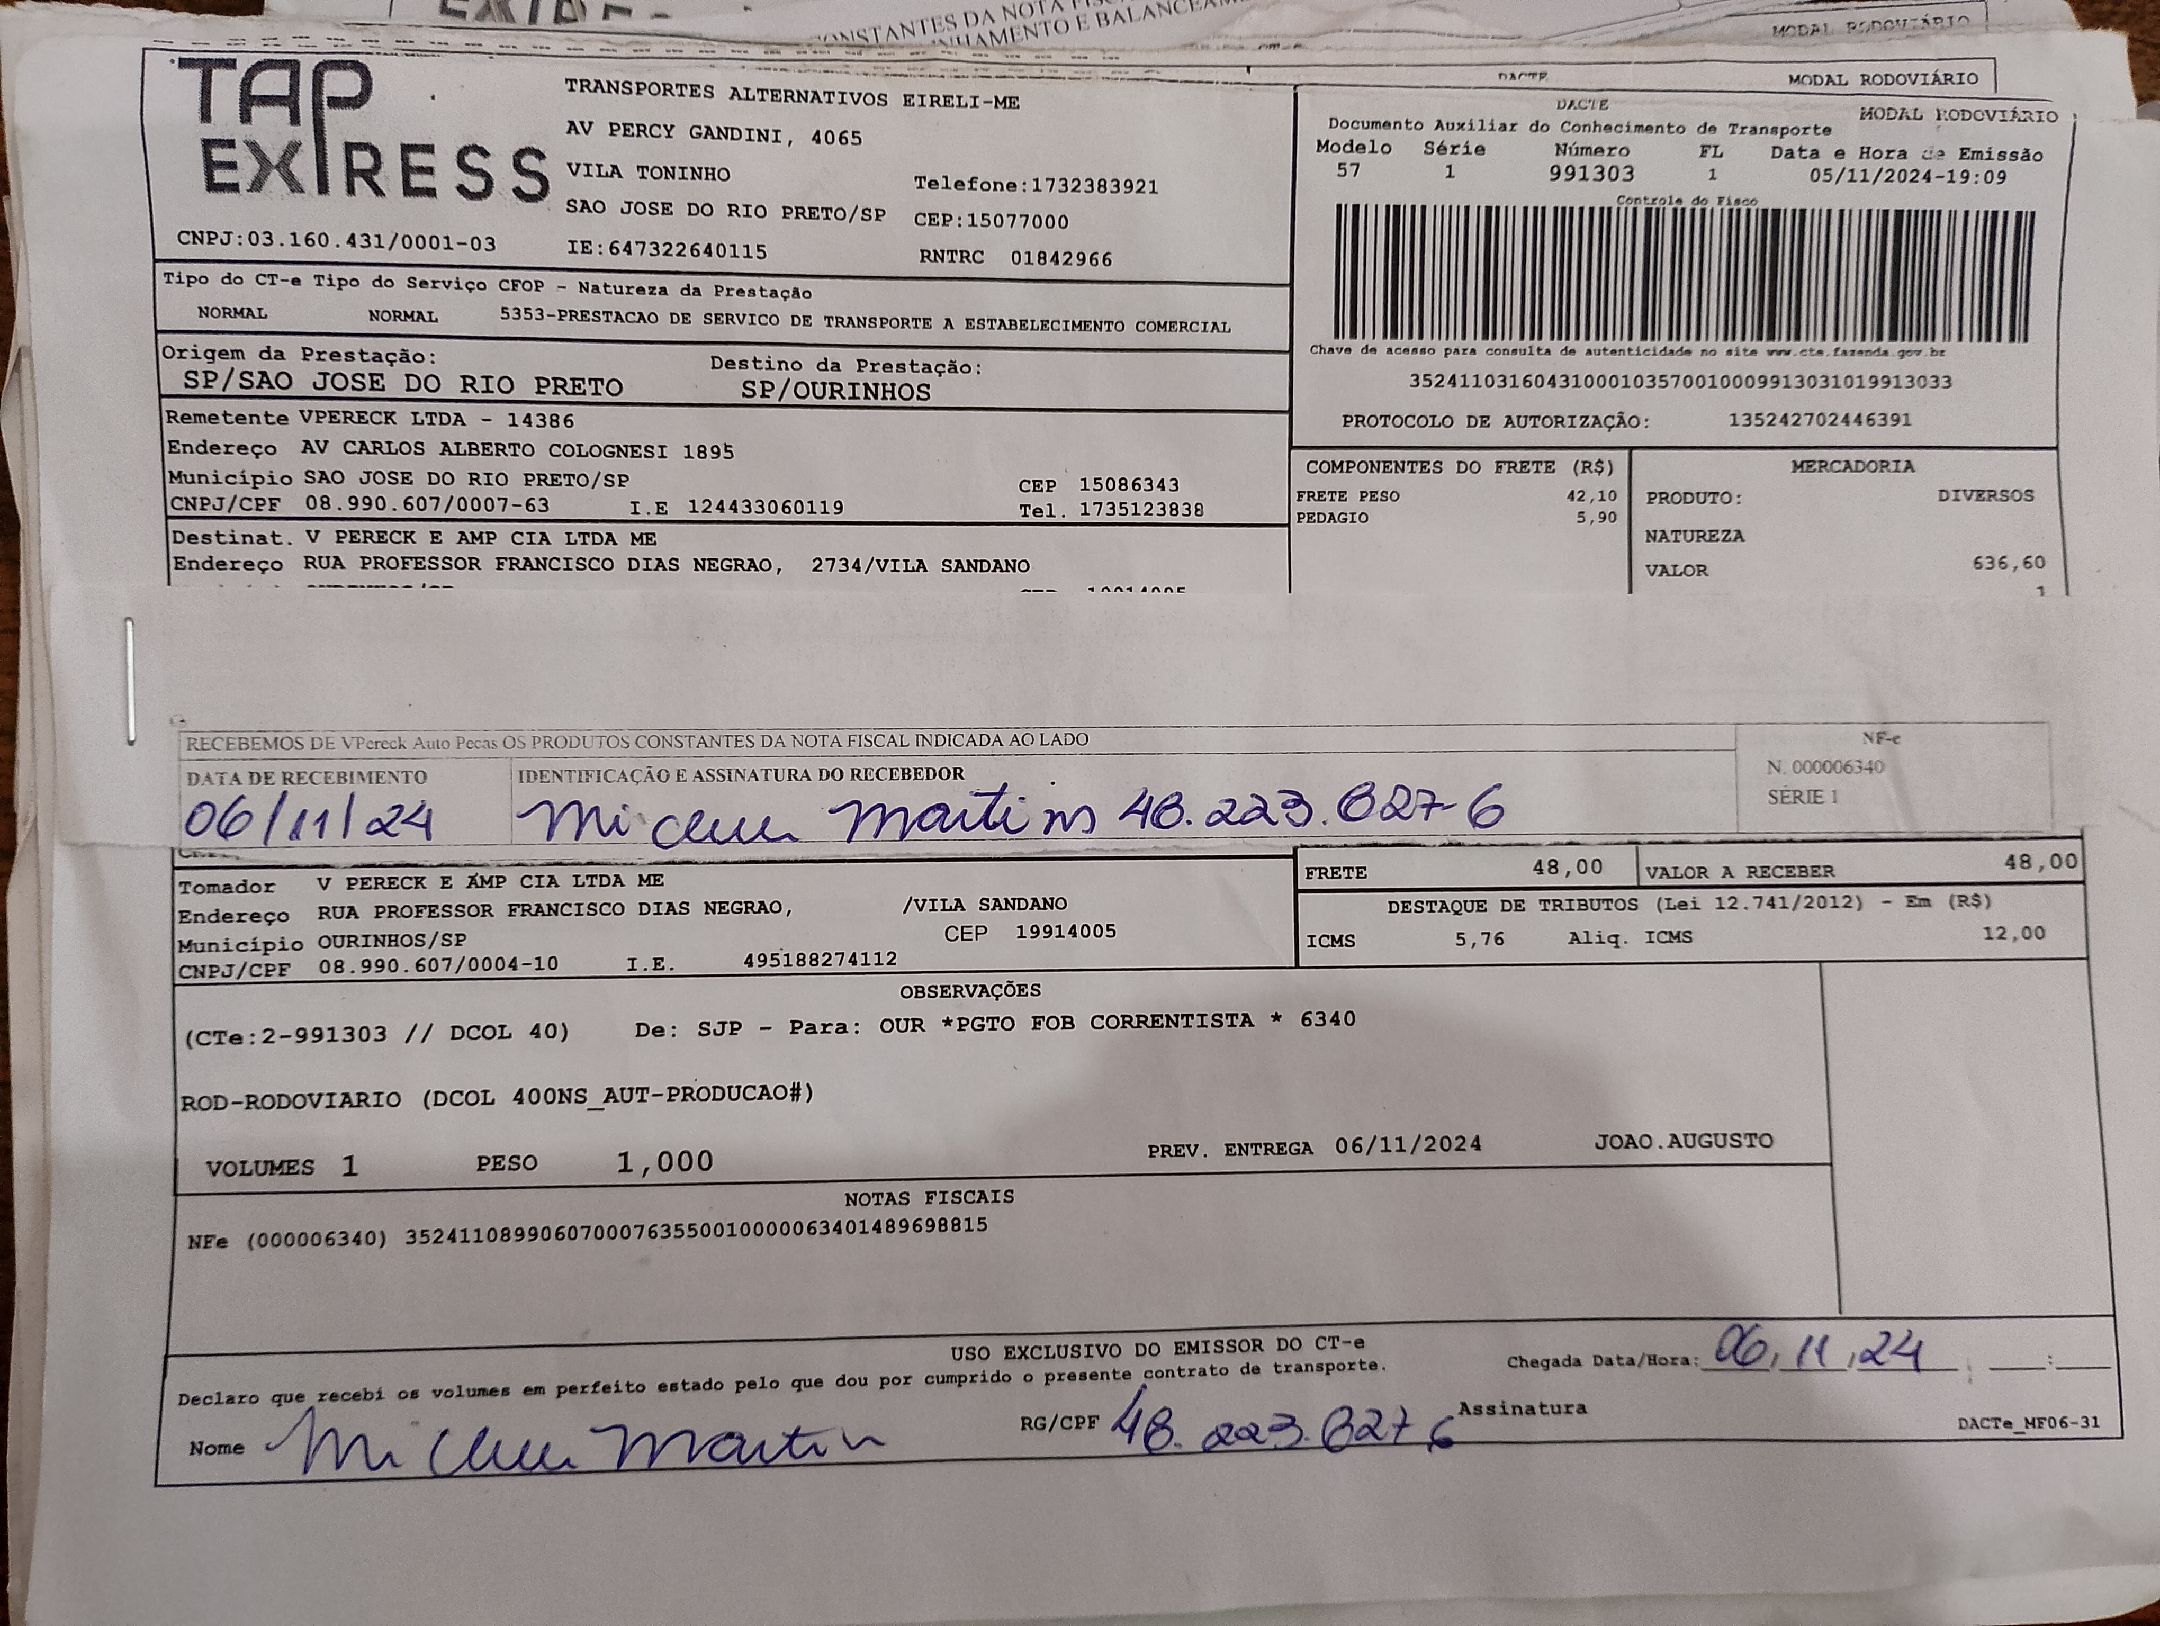 CONSTANTES DA NOTA
E BALANCEAM
MODAL RODOVIÁRIO
DACTE MODAL RODOVIÁRIO
TAP EXPRESS
TRANSPORTES ALTERNATIVOS EIRELI-ME
AV PERCY GANDINI, 4065
VILA TONINHO Telefone:1732383921
SAO JOSE DO RIO PRETO/SP CEP:15077000
CNPJ:03.160.431/0001-03 IE:647322640115 RNTRC 01842966
DACTE MODAL RODOVIÁRIO
Documento Auxiliar do Conhecimento de Transporte
Modelo Série Número FL Data e Hora de Emissão
57 1 991303 1 05/11/2024-19:09
Controle do Fisco
Chave de acesso para consulta de autenticidade no site www.cte.fazenda.gov.br
35241103160431000103570010009913031019913033
PROTOCOLO DE AUTORIZAÇÃO: 135242702446391
Tipo do CT-e Tipo do Serviço CFOP - Natureza da Prestação
NORMAL NORMAL 5353-PRESTACAO DE SERVICO DE TRANSPORTE A ESTABELECIMENTO COMERCIAL
Origem da Prestação: Destino da Prestação:
SP/SAO JOSE DO RIO PRETO SP/OURINHOS
Remetente VPERECK LTDA - 14386
Endereço AV CARLOS ALBERTO COLOGNESI 1895
Município SAO JOSE DO RIO PRETO/SP CEP 15086343
CNPJ/CPF 08.990.607/0007-63 I.E 124433060119 Tel. 1735123838
Destinat. V PERECK E AMP CIA LTDA ME
Endereço RUA PROFESSOR FRANCISCO DIAS NEGRAO, 2734/VILA SANDANO
COMPONENTES DO FRETE (R$) MERCADORIA
FRETE PESO 42,10 PRODUTO: DIVERSOS
PEDAGIO 5,90 NATUREZA
VALOR 636,60
1
RECEBEMOS DE VPereck Auto Pecas OS PRODUTOS CONSTANTES DA NOTA FISCAL INDICADA AO LADO
DATA DE RECEBIMENTO IDENTIFICAÇÃO E ASSINATURA DO RECEBEDOR
06/11/24 Martins 48.223.827-6
NF-e
N. 000006340
SÉRIE 1
Tomador V PERECK E AMP CIA LTDA ME
Endereço RUA PROFESSOR FRANCISCO DIAS NEGRAO, /VILA SANDANO
Município OURINHOS/SP CEP 19914005
CNPJ/CPF 08.990.607/0004-10 I.E. 495188274112
FRETE 48,00 VALOR A RECEBER 48,00
DESTAQUE DE TRIBUTOS (Lei 12.741/2012) - Em (R$)
ICMS 5,76 Aliq. ICMS 12,00
OBSERVAÇÕES
(CTe:2-991303 // DCOL 40) De: SJP - Para: OUR *PGTO FOB CORRENTISTA * 6340
ROD-RODOVIARIO (DCOL 400NS_AUT-PRODUCAO#)
VOLUMES 1 PESO 1,000 PREV. ENTREGA 06/11/2024 JOAO.AUGUSTO
NOTAS FISCAIS
NFe (000006340) 35241108990607000763550010000063401489698815
USO EXCLUSIVO DO EMISSOR DO CT-e
Declaro que recebi os volumes em perfeito estado pelo que dou por cumprido o presente contrato de transporte.
Chegada Data/Hora: 06,11,24 :
Nome Martin RG/CPF 48.223.827 6 Assinatura
DACTe_MF06-31